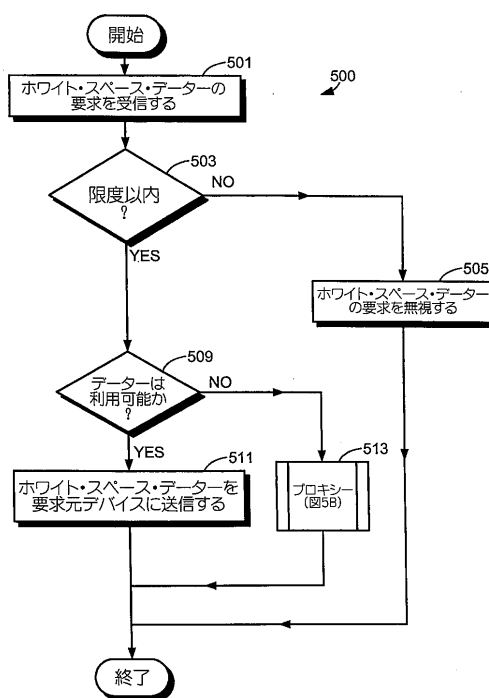 開始
501
500
ホワイト・スペース・データーの
要求を受信する
503
限度以内
?
NO
YES
505
ホワイト・スペース・データー
の要求を無視する
509
データーは
利用可能か
?
NO
YES
511
513
ホワイト・スペース・データーを
要求元デバイスに送信する
プロキシー
(図5B)
終了